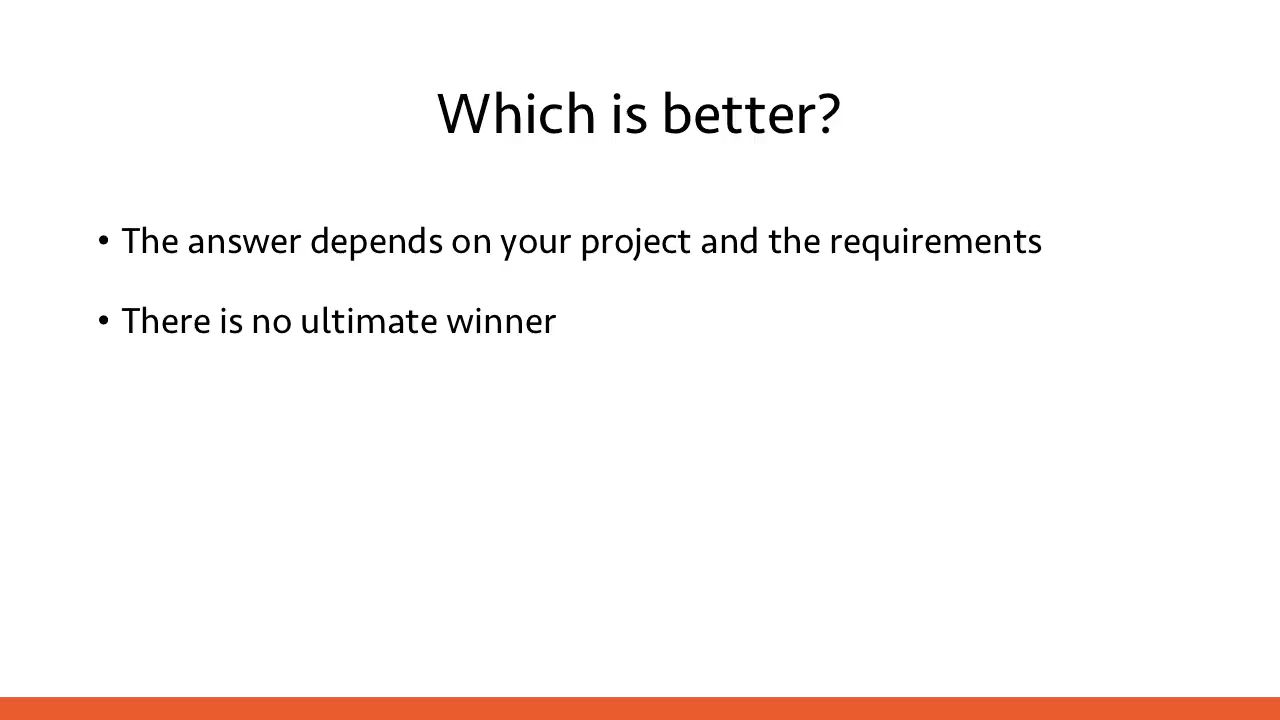 Which is better?
• The answer depends on your project and the requirements
• There is no ultimate winner